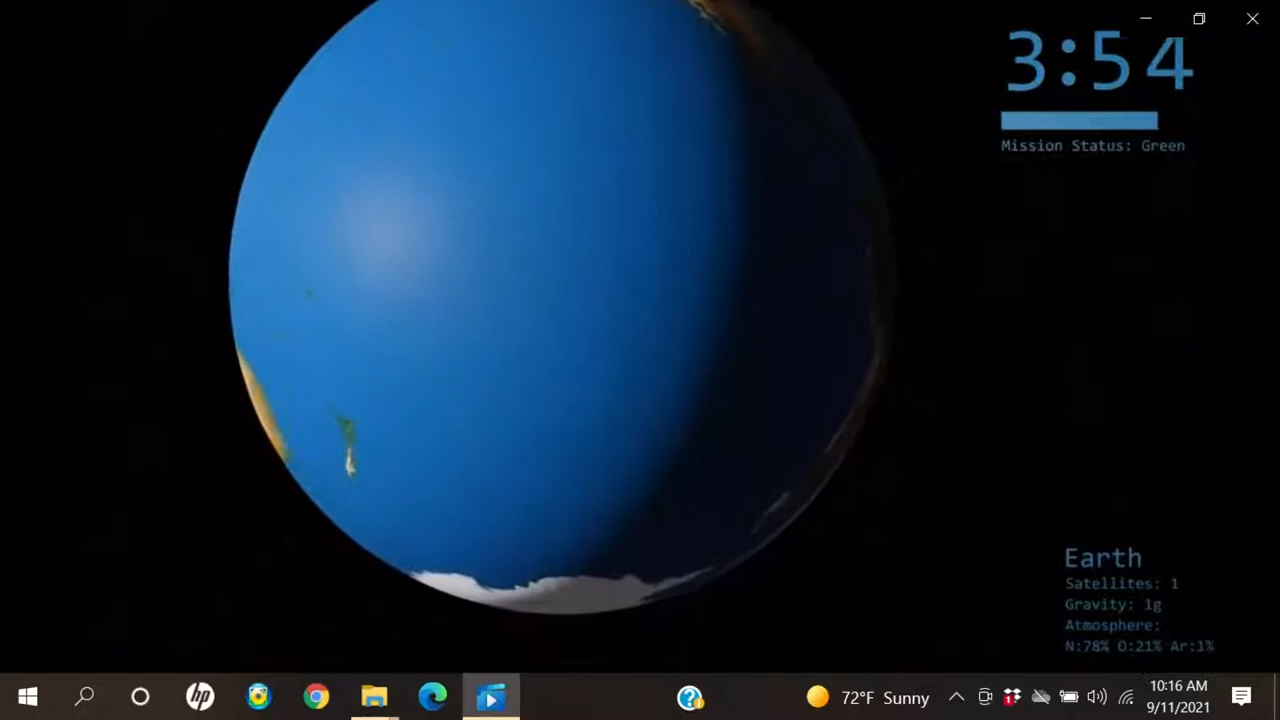 3:54
Mission Status: Green
Earth
Satellites: 1
Gravity: 1g
Atmosphere:
N:78% O:21% Ar:1%
hp
72°F Sunny
10:16 AM
9/11/2021